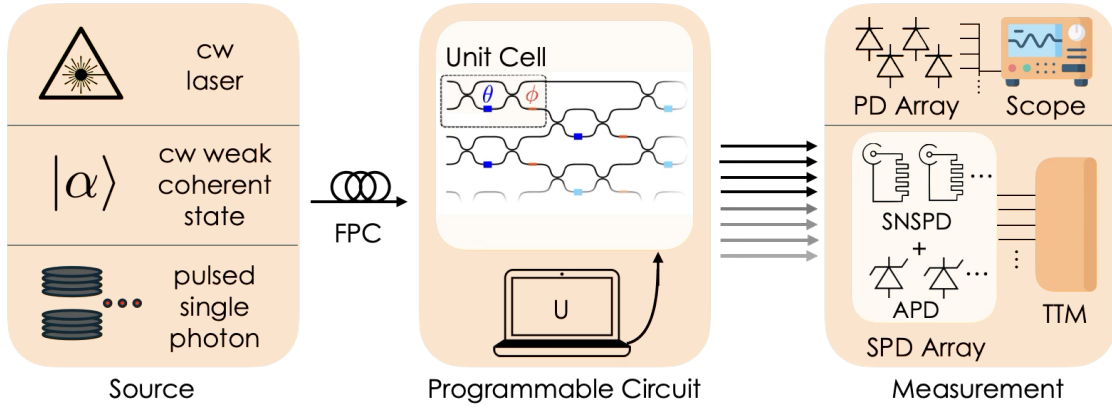 cw
laser
|α⟩
cw weak
coherent
state
pulsed
single
photon
Source
FPC
Unit Cell
θ
ϕ
U
Programmable Circuit
PD Array
Scope
SNSPD
+
APD
SPD Array
TTM
Measurement